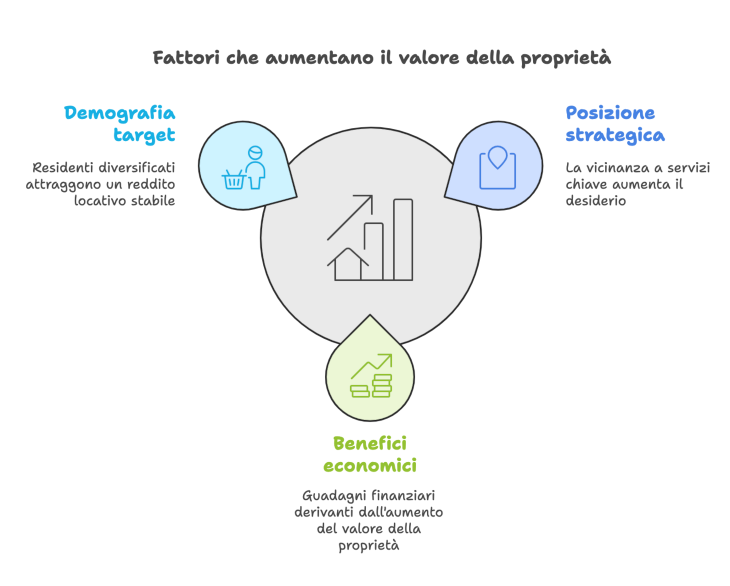 Fattori che aumentano il valore della proprietà
Demografia
target
Residenti diversificati
attraggono un reddito
locativo stabile
Posizione
strategica
La vicinanza a servizi
chiave aumenta il
desiderio
Benefici
economici
Guadagni finanziari
derivanti dall'aumento
del valore della
proprietà